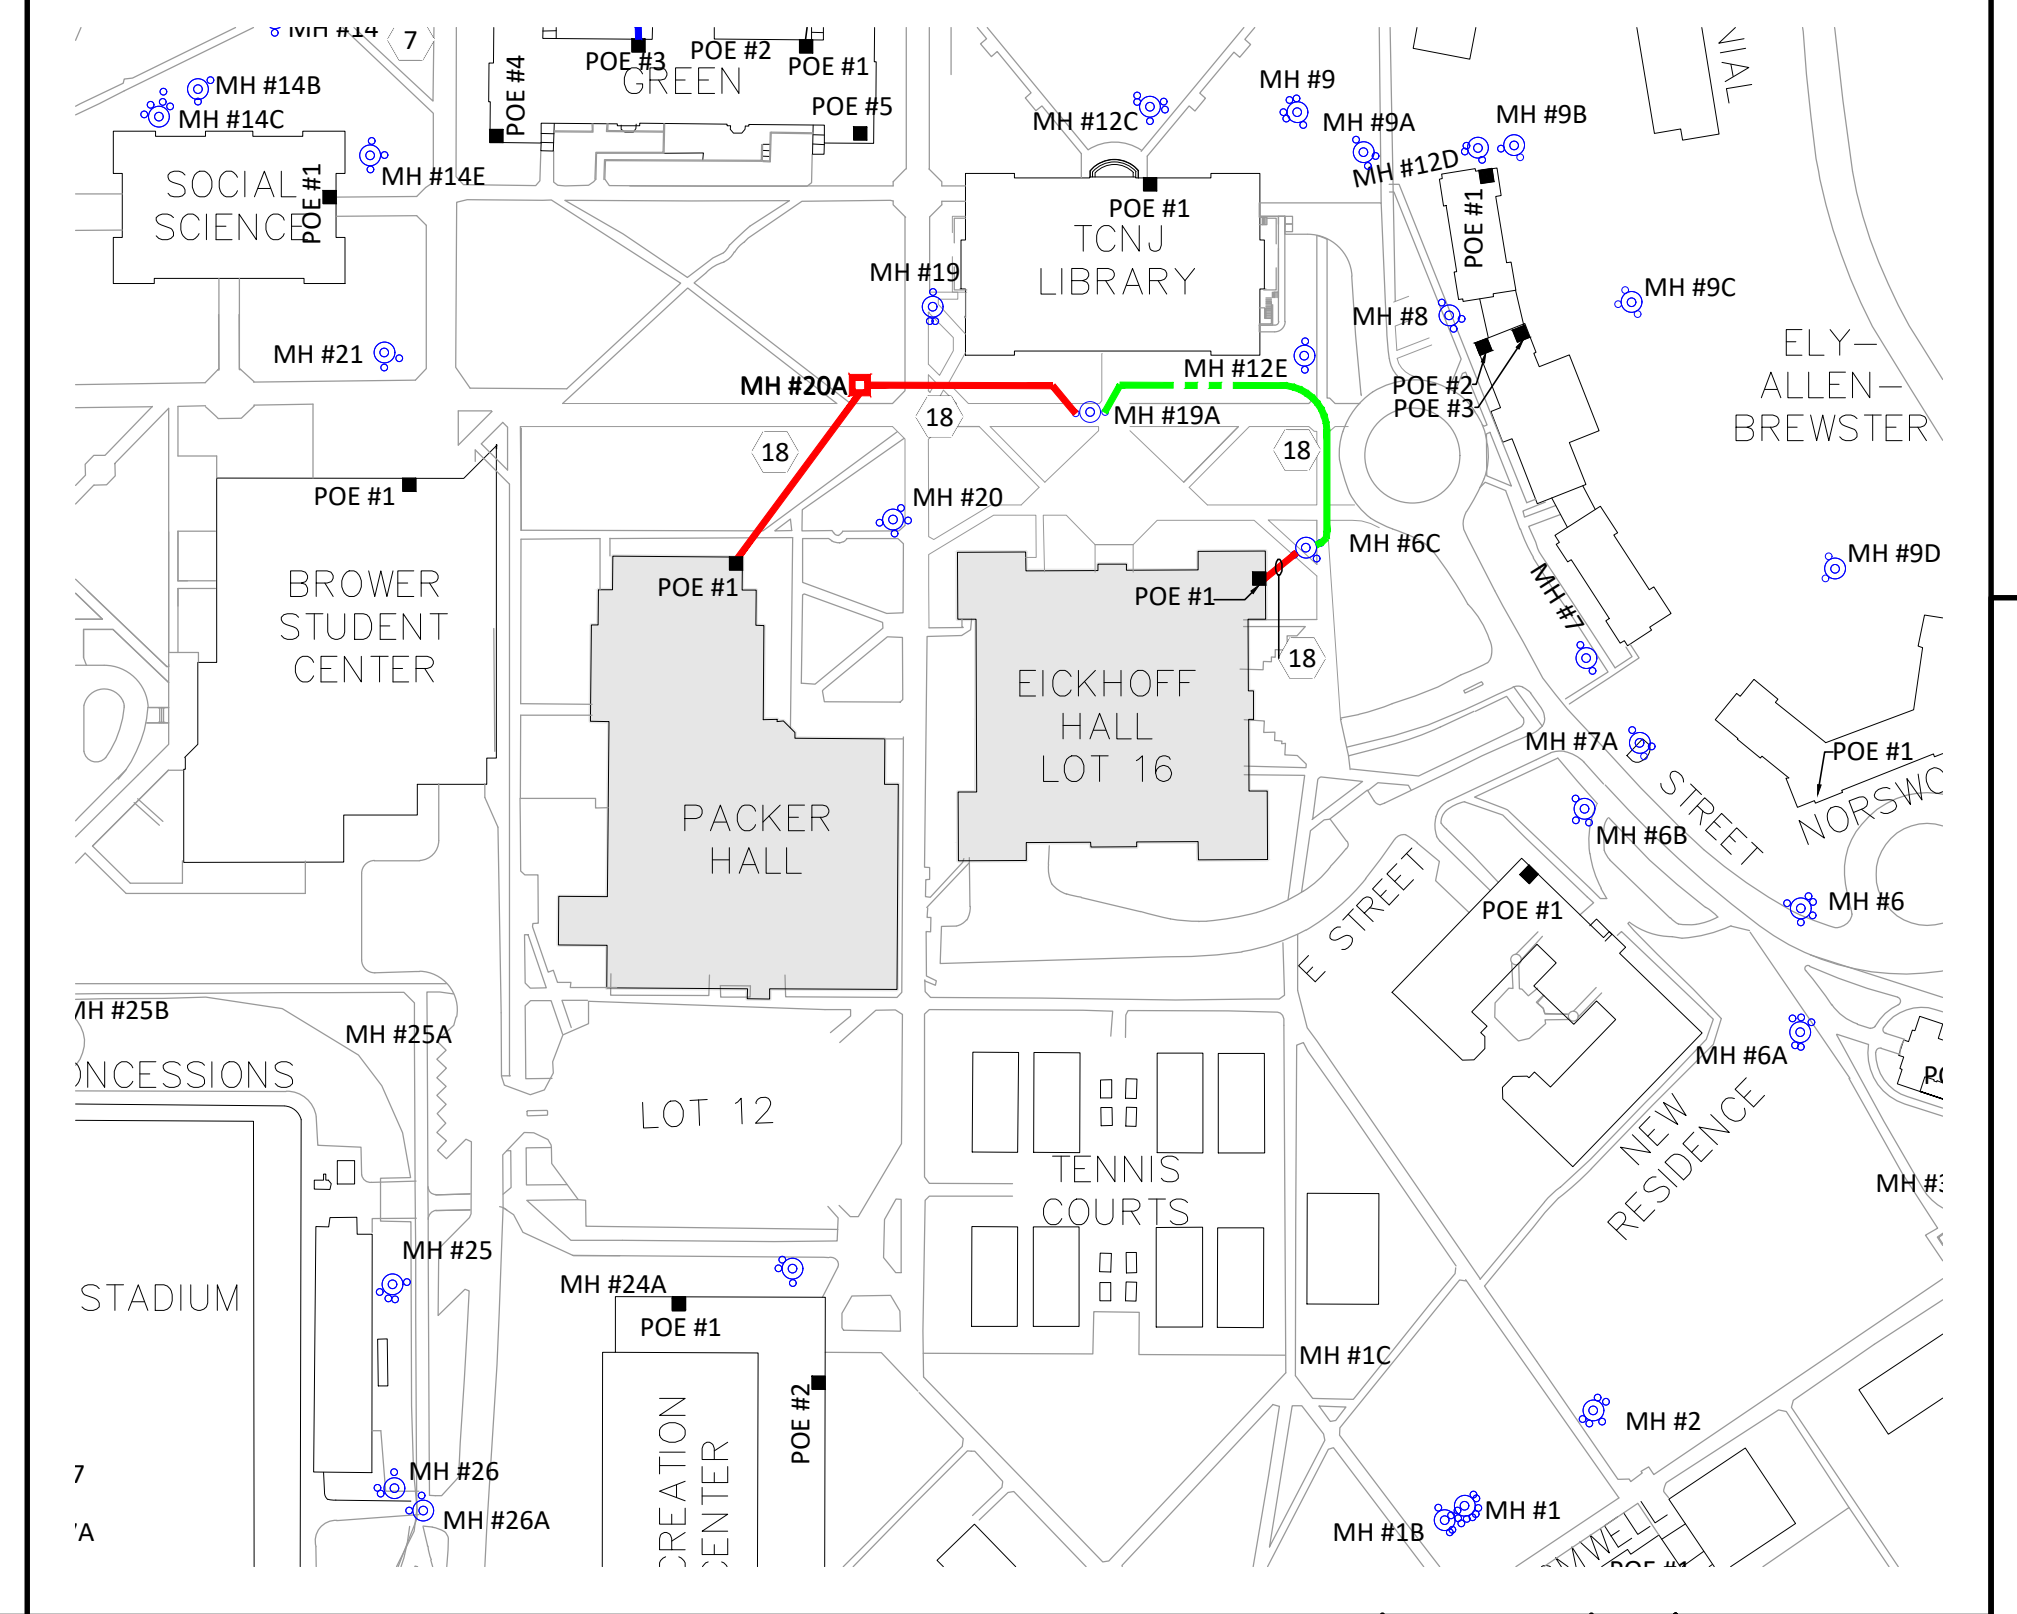 MH #14
7
POE #3
POE #2
POE #1
GREEN
POE #4
POE #5
MH #14B
MH #14C
MH #14E
SOCIAL
SCIENCE
POE #1
MH #12C
MH #9
MH #9A
MH #9B
MH #12D
POE #1
POE #1
TCNJ
LIBRARY
MH #19
MH #21
MH #8
MH #9C
MH #12E
POE #2
POE #3
ELY-
ALLEN-
BREWSTER
MH #20A
18
MH #19A
18
18
POE #1
MH #20
MH #6C
MH #9D
MH #7
BROWER
STUDENT
CENTER
POE #1
POE #1
18
EICKHOFF
HALL
LOT 16
MH #7A
POE #1
STREET
PACKER
HALL
MH #6B
E STREET
POE #1
MH #6
MH #25B
MH #25A
MH #6A
LOT 12
NEW
RESIDENCE
TENNIS
COURTS
MH #25
STADIUM
MH #24A
POE #1
POE #2
MH #1C
MH #2
MH #26
MH #26A
MH #1
MH #1B